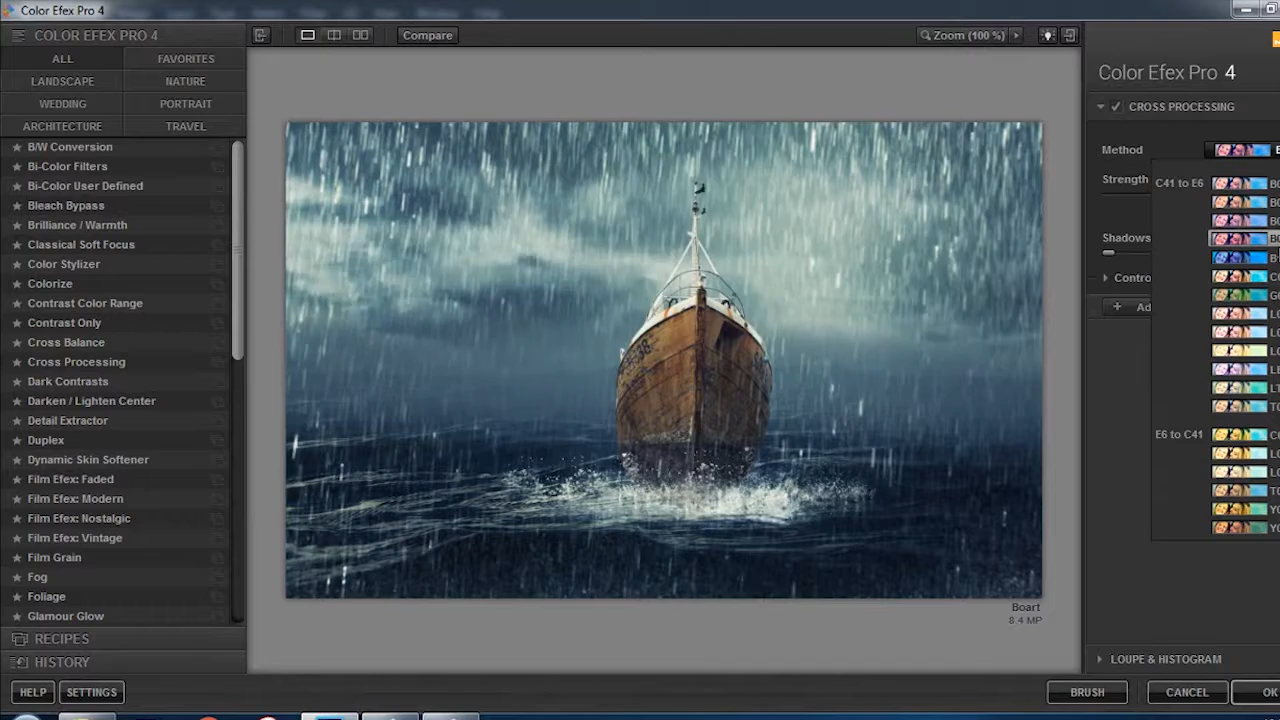 Color Efex Pro 4
COLOR EFEX PRO 4
Compare
Zoom (100 %)
ALL
FAVORITES
LANDSCAPE
NATURE
WEDDING
PORTRAIT
ARCHITECTURE
TRAVEL
B/W Conversion
Bi-Color Filters
Bi-Color User Defined
Bleach Bypass
Brilliance / Warmth
Classical Soft Focus
Color Stylizer
Colorize
Contrast Color Range
Contrast Only
Cross Balance
Cross Processing
Dark Contrasts
Darken / Lighten Center
Detail Extractor
Duplex
Dynamic Skin Softener
Film Efex: Faded
Film Efex: Modern
Film Efex: Nostalgic
Film Efex: Vintage
Film Grain
Fog
Foliage
Glamour Glow
RECIPES
HISTORY
HELP
SETTINGS
Boart
8.4 MP
Color Efex Pro 4
CROSS PROCESSING
Method
Strength
C41 to E6
Shadows
Contro
Ad
E6 to C41
LOUPE & HISTOGRAM
BRUSH
CANCEL
OK